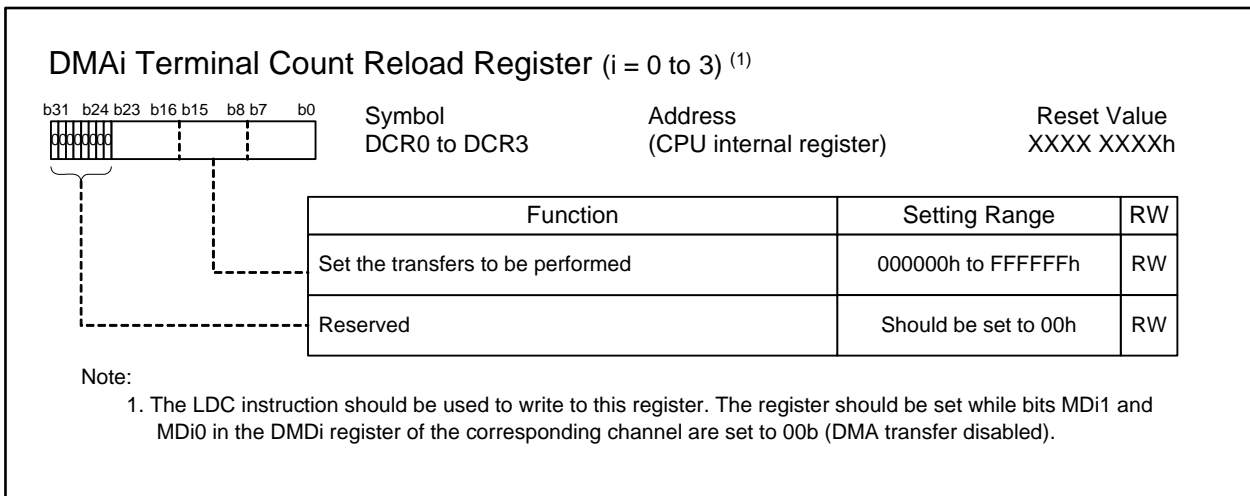 DMAi Terminal Count Reload Register (i = 0 to 3) (1)
b31 b24 b23 b16 b15 b8 b7 b0
00000000
Symbol Address Reset Value
DCR0 to DCR3 (CPU internal register) XXXX XXXXh
Function Setting Range RW
Set the transfers to be performed 000000h to FFFFFFh RW
Reserved Should be set to 00h RW
Note:
1. The LDC instruction should be used to write to this register. The register should be set while bits MDi1 and
MDi0 in the DMDi register of the corresponding channel are set to 00b (DMA transfer disabled).